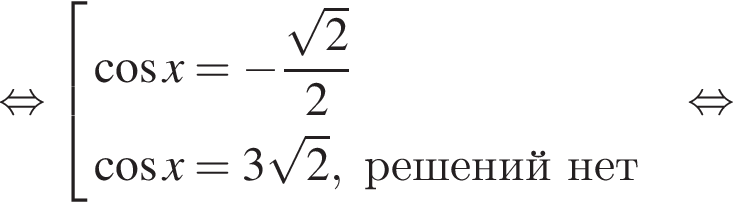 ⇔ [ cos x = −√2/2
cos x = 3√2, решений нет ⇔